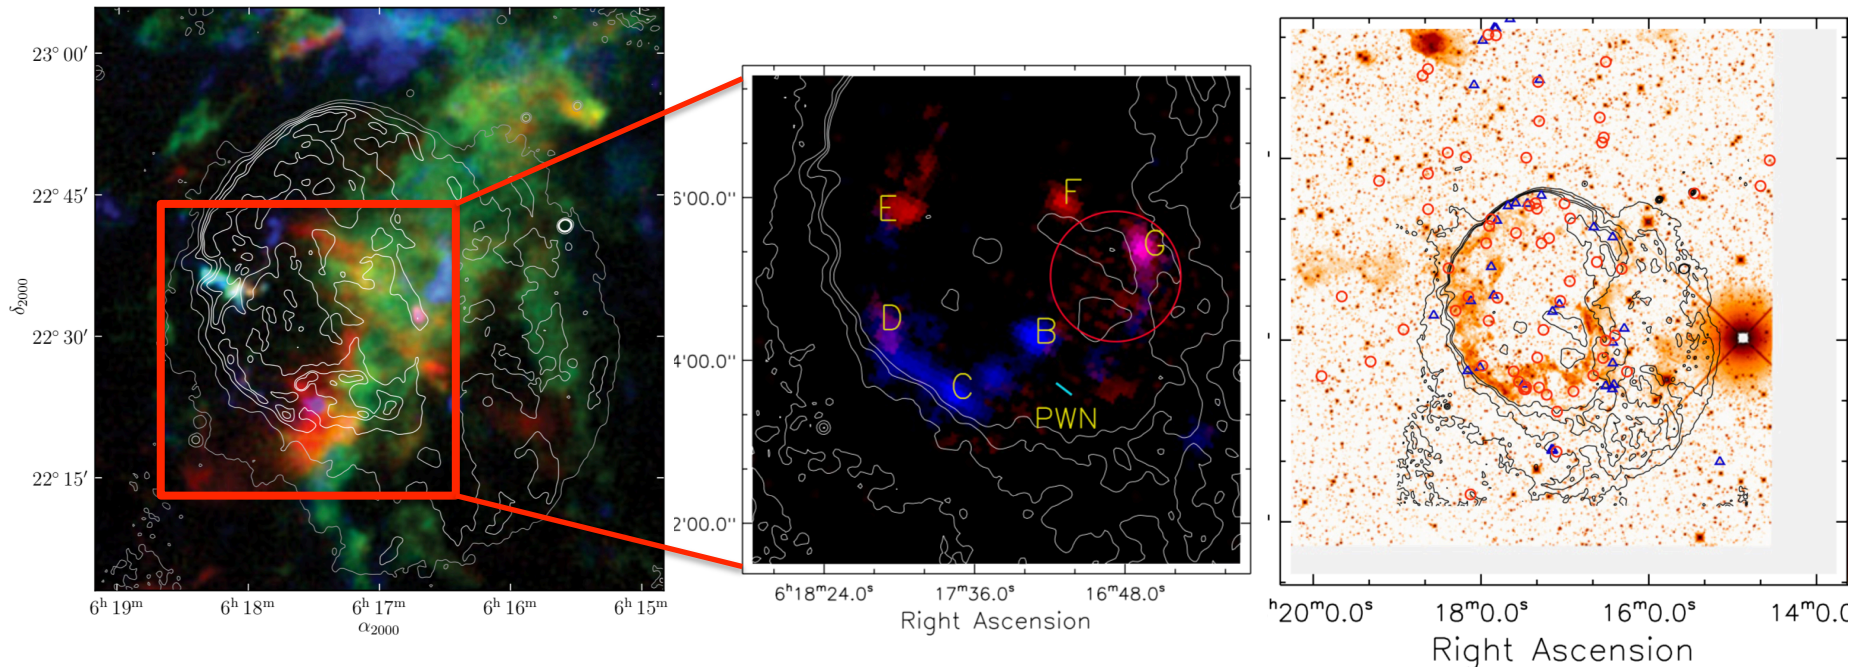 23° 00′
22° 45′
22° 30′
22° 15′
δ2000
6ʰ 19ᵐ 6ʰ 18ᵐ 6ʰ 17ᵐ 6ʰ 16ᵐ 6ʰ 15ᵐ
α2000
5'00.0''
4'00.0''
2'00.0''
E
F
G
D
B
C
PWN
6ʰ18ᵐ24.0ˢ 17ᵐ36.0ˢ 16ᵐ48.0ˢ
Right Ascension
ʰ20ᵐ0.0ˢ 18ᵐ0.0ˢ 16ᵐ0.0ˢ 14ᵐ0.0
Right Ascension